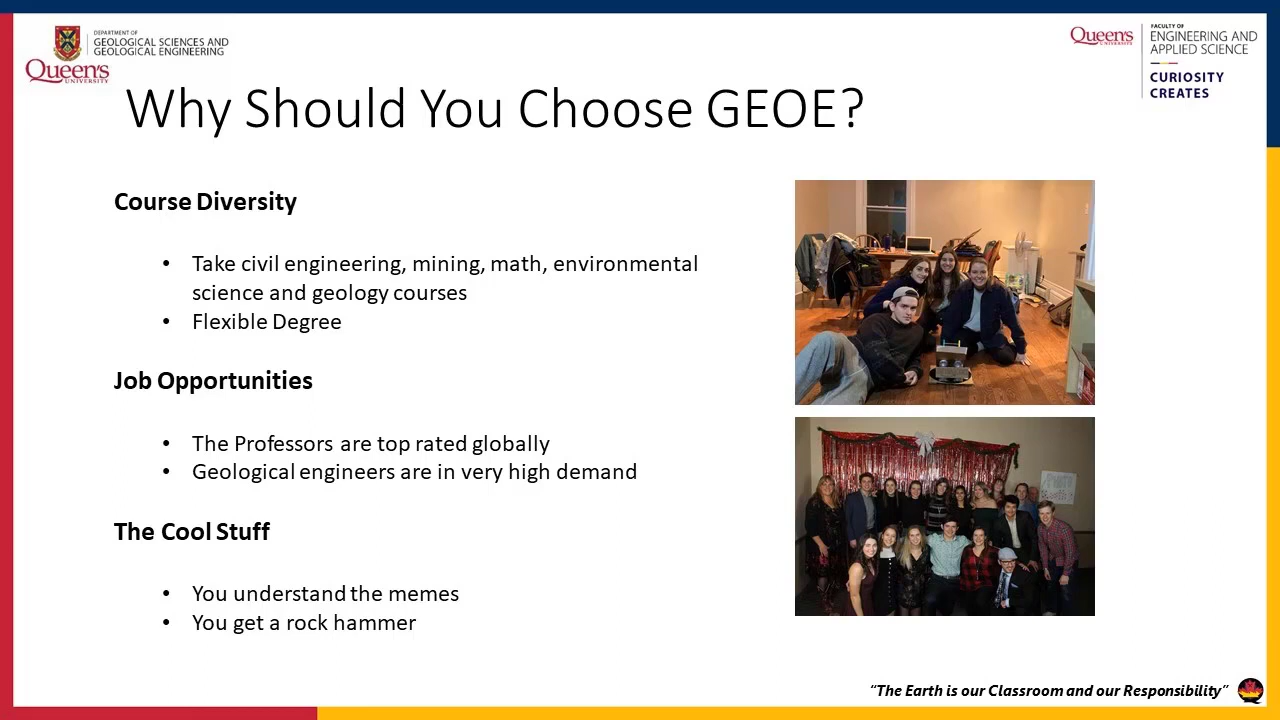 DEPARTMENT OF
GEOLOGICAL SCIENCES AND
GEOLOGICAL ENGINEERING
Queen's
UNIVERSITY
FACULTY OF
Queen's
UNIVERSITY
ENGINEERING AND
APPLIED SCIENCE
CURIOSITY
CREATES
Why Should You Choose GEOE?
Course Diversity
• Take civil engineering, mining, math, environmental
science and geology courses
• Flexible Degree
Job Opportunities
• The Professors are top rated globally
• Geological engineers are in very high demand
The Cool Stuff
• You understand the memes
• You get a rock hammer
“The Earth is our Classroom and our Responsibility”